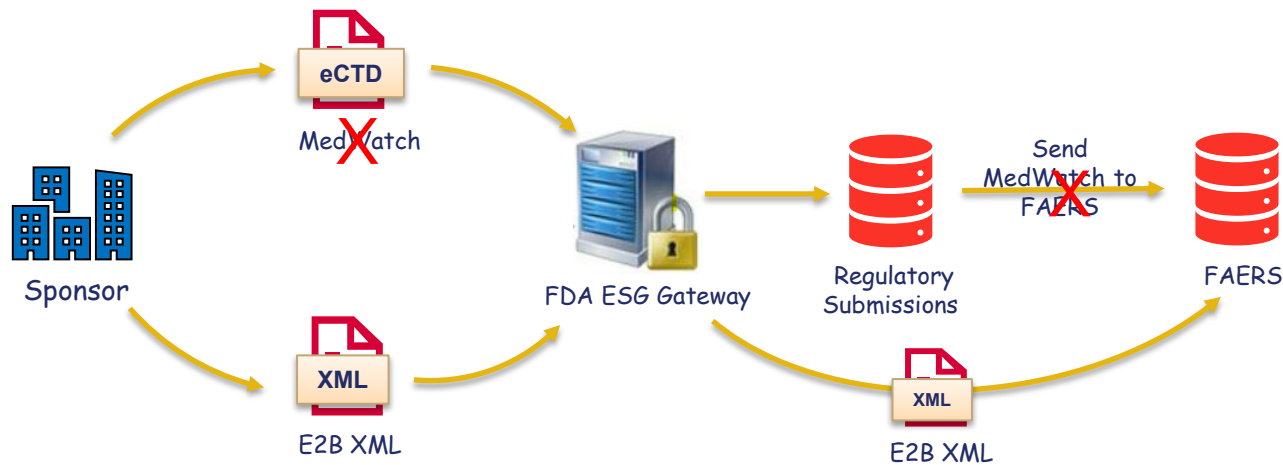 eCTD
MedWatch
Sponsor
XML
E2B XML
FDA ESG Gateway
Regulatory
Submissions
Send
MedWatch to
FAERS
FAERS
XML
E2B XML